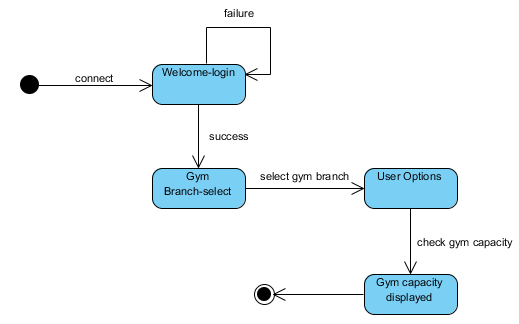 failure
Welcome-login
connect
success
Gym
Branch-select
select gym branch
User Options
check gym capacity
Gym capacity
displayed